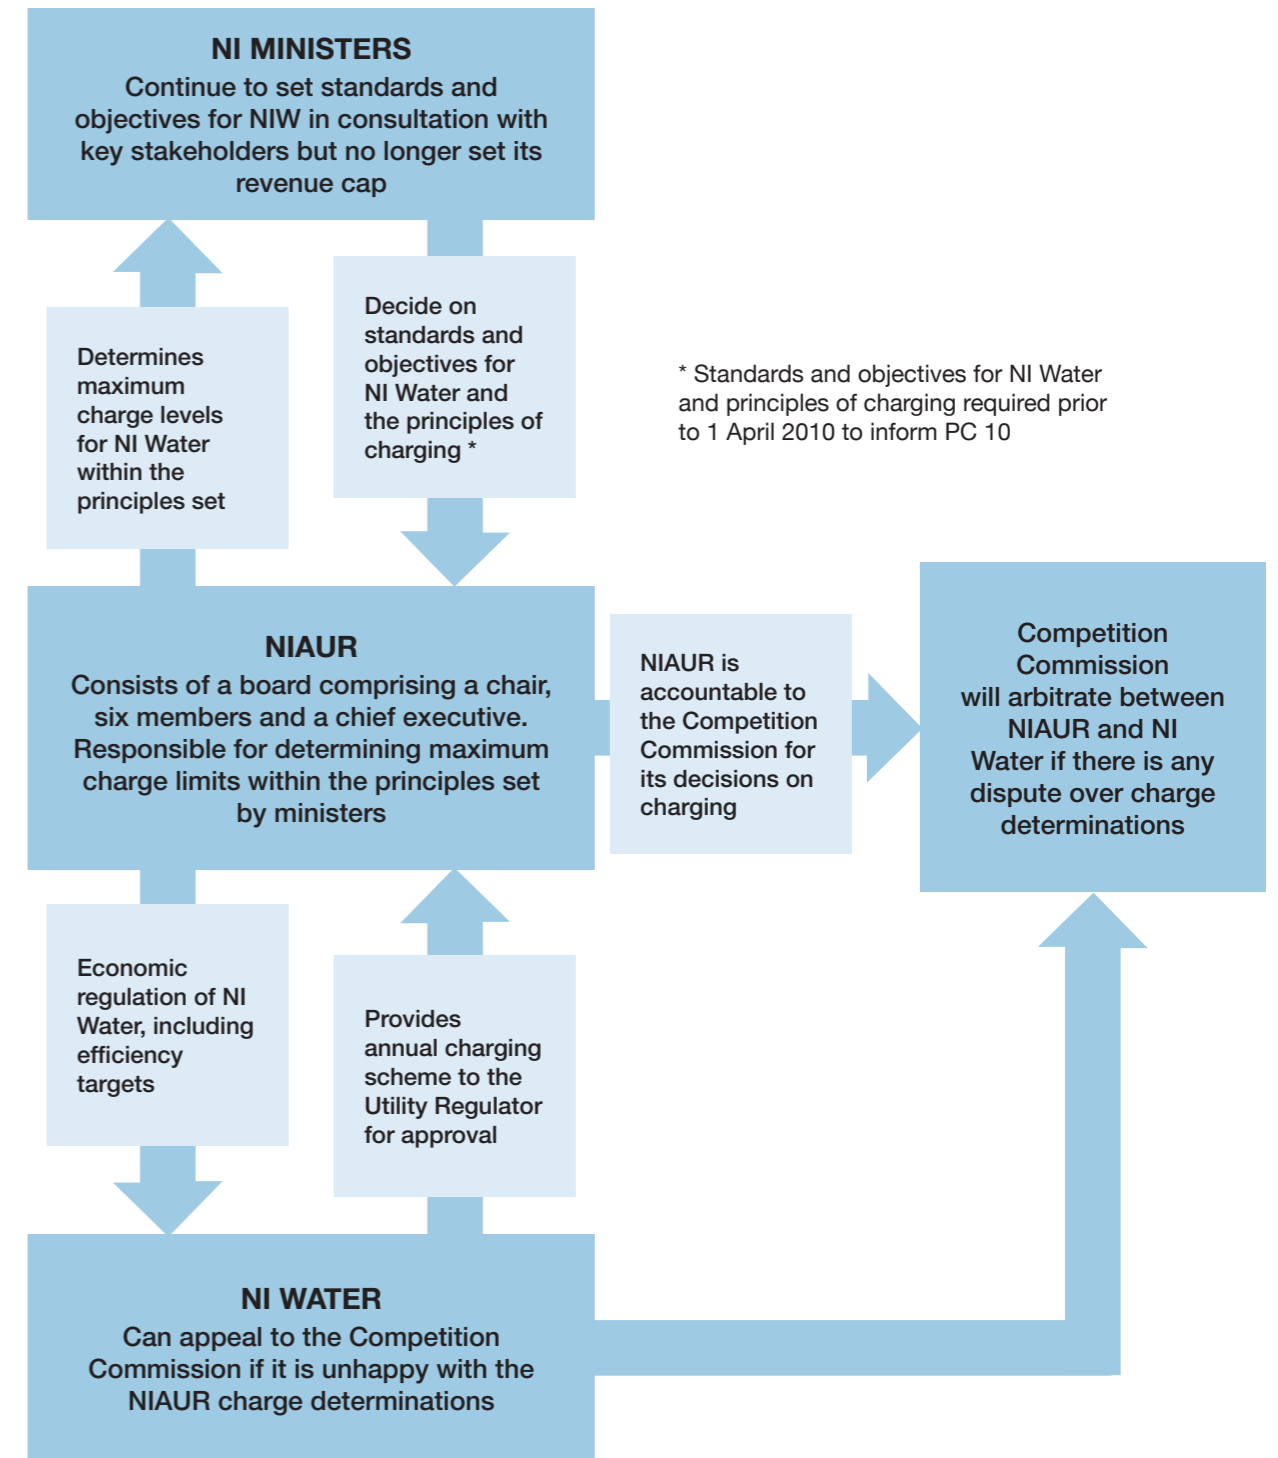 NI MINISTERS
Continue to set standards and
objectives for NIW in consultation with
key stakeholders but no longer set its
revenue cap
Determines
maximum
charge levels
for NI Water
within the
principles set
Decide on
standards and
objectives for
NI Water and
the principles of
charging *
* Standards and objectives for NI Water
and principles of charging required prior
to 1 April 2010 to inform PC 10
NIAUR
Consists of a board comprising a chair,
six members and a chief executive.
Responsible for determining maximum
charge limits within the principles set
by ministers
NIAUR is
accountable to
the Competition
Commission for
its decisions on
charging
Competition
Commission
will arbitrate between
NIAUR and NI
Water if there is any
dispute over charge
determinations
Economic
regulation of NI
Water, including
efficiency
targets
Provides
annual charging
scheme to the
Utility Regulator
for approval
NI WATER
Can appeal to the Competition
Commission if it is unhappy with the
NIAUR charge determinations